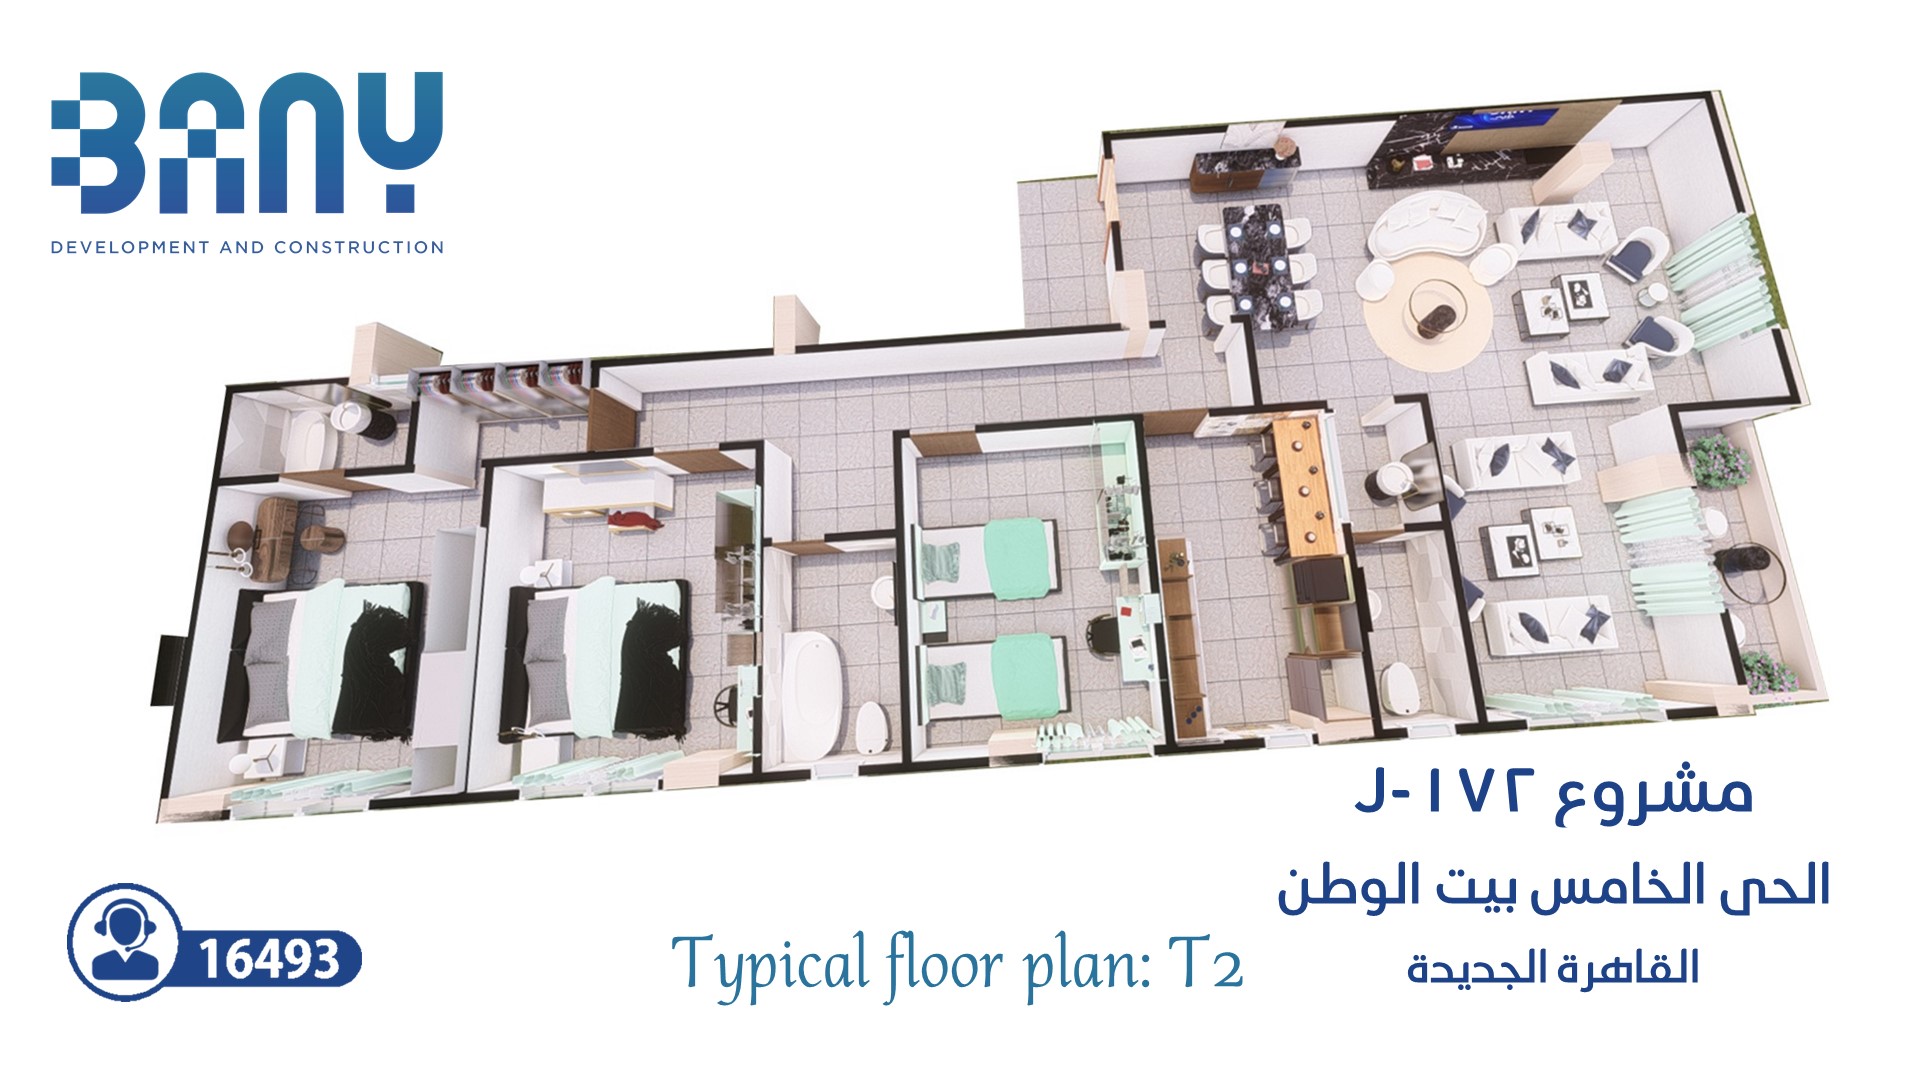 BANY
DEVELOPMENT AND CONSTRUCTION
مشروع J-١٧٢
الحى الخامس بيت الوطن
القاهرة الجديدة
Typical floor plan: T2
16493